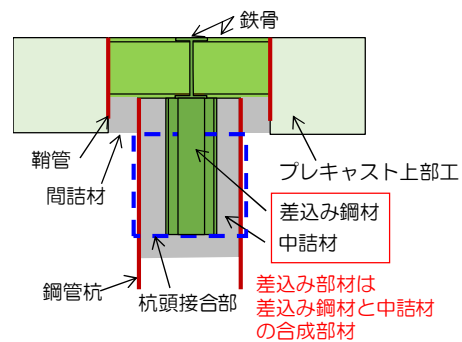 鉄骨
鞘管
間詰材
プレキャスト上部工
差込み鋼材
中詰材
鋼管杭
杭頭接合部
差込み部材は
差込み鋼材と中詰材
の合成部材